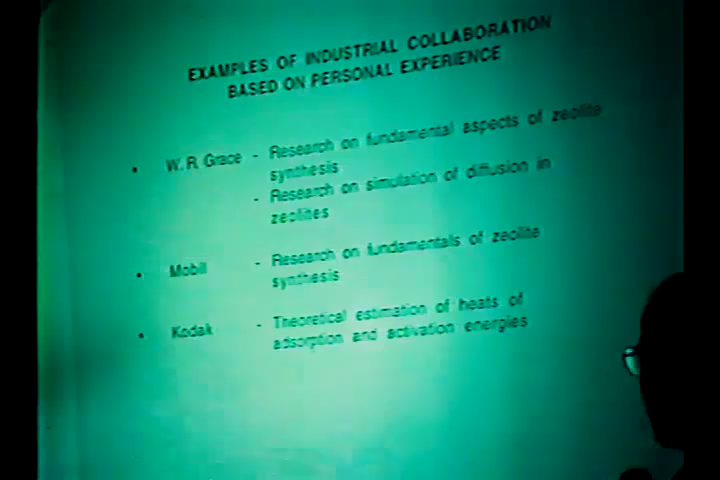 EXAMPLES OF INDUSTRIAL COLLABORATION
BASED ON PERSONAL EXPERIENCE
• W. R. Grace - Research on fundamental aspects of zeolite
synthesis
- Research on simulation of diffusion in
zeolites
• Mobil - Research on fundamentals of zeolite
synthesis
• Kodak - Theoretical estimation of heats of
adsorption and activation energies